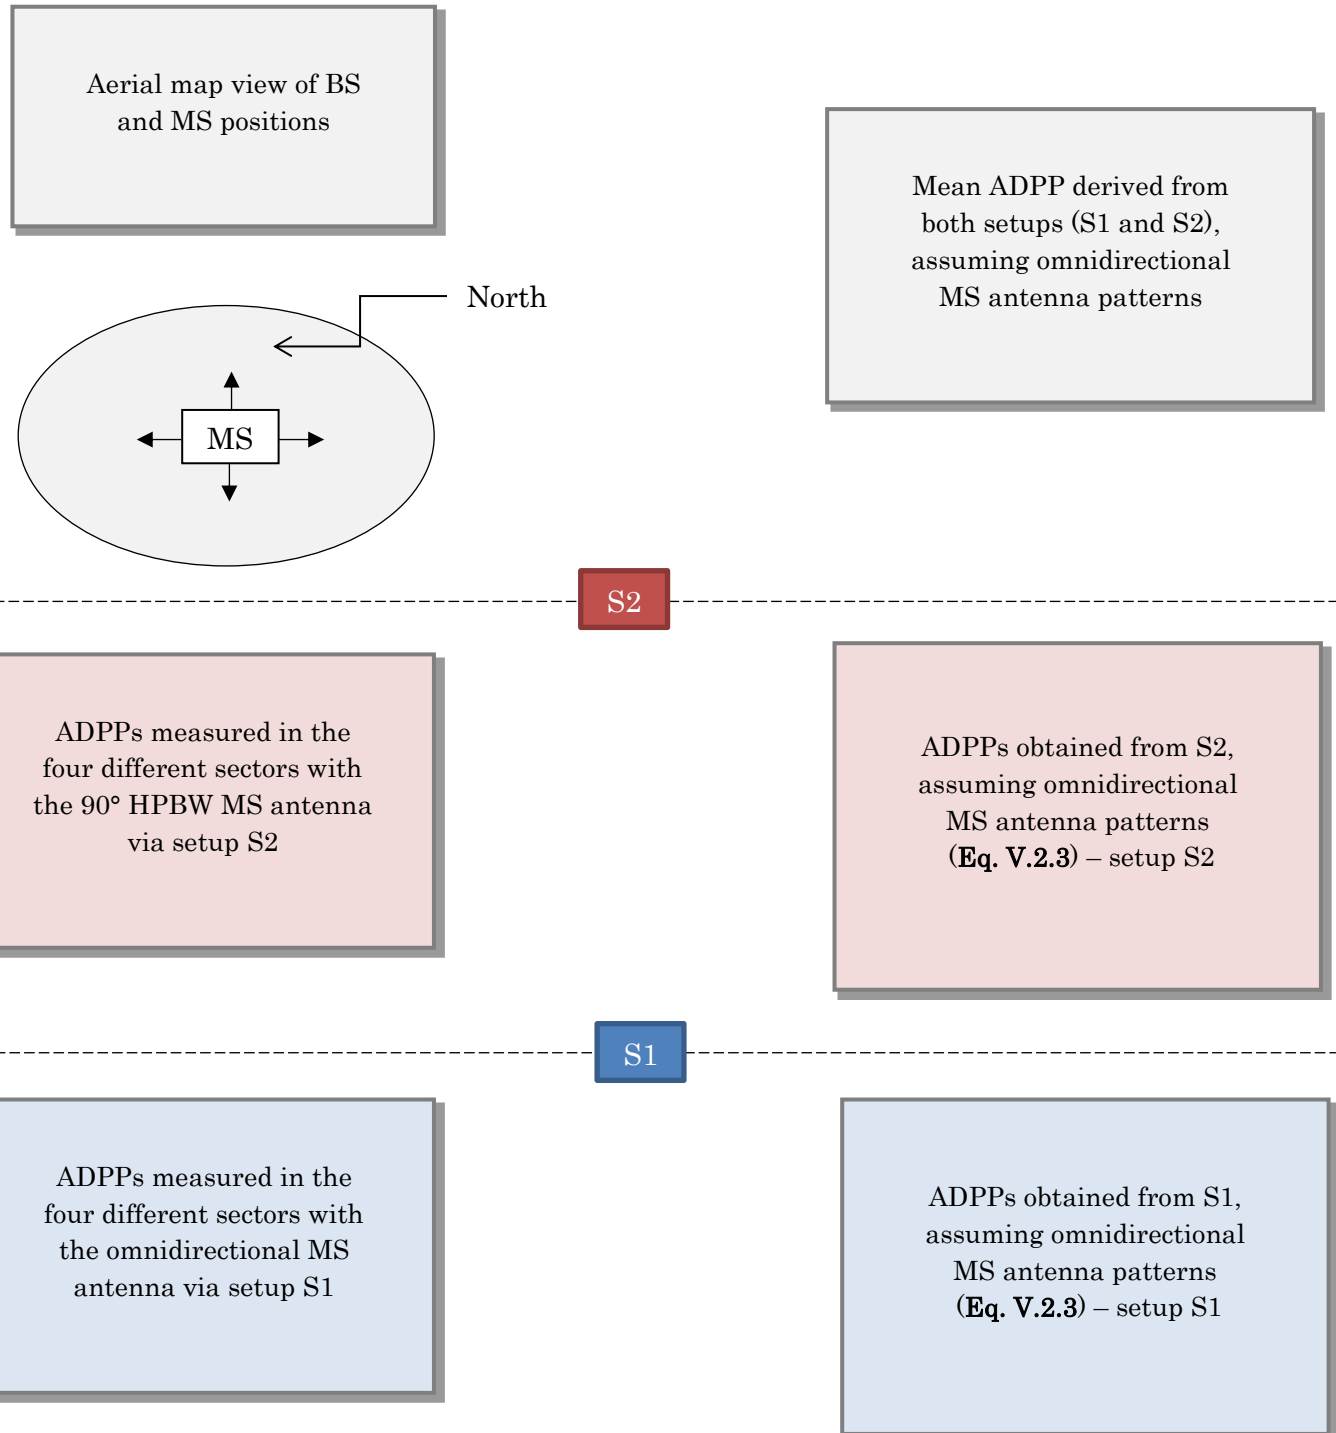 Aerial map view of BS
and MS positions
Mean ADPP derived from
both setups (S1 and S2),
assuming omnidirectional
MS antenna patterns
North
MS
S2
ADPPs measured in the
four different sectors with
the 90° HPBW MS antenna
via setup S2
ADPPs obtained from S2,
assuming omnidirectional
MS antenna patterns
(Eq. V.2.3) – setup S2
S1
ADPPs measured in the
four different sectors with
the omnidirectional MS
antenna via setup S1
ADPPs obtained from S1,
assuming omnidirectional
MS antenna patterns
(Eq. V.2.3) – setup S1